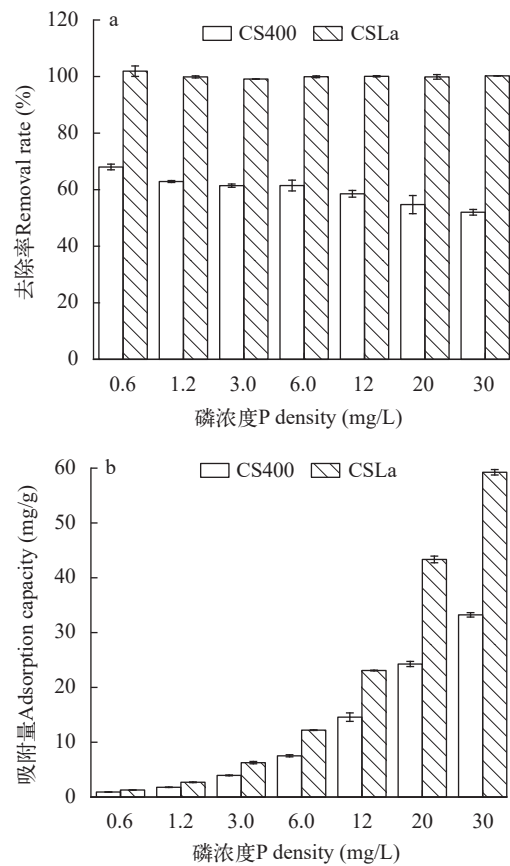 a
CS400 CSLa
120
100
80
60
40
20
0
去除率Removal rate (%)
0.6 1.2 3.0 6.0 12 20 30
磷浓度P density (mg/L)
b
CS400 CSLa
60
50
40
30
20
10
0
吸附量Adsorption capacity (mg/g)
0.6 1.2 3.0 6.0 12 20 30
磷浓度P density (mg/L)